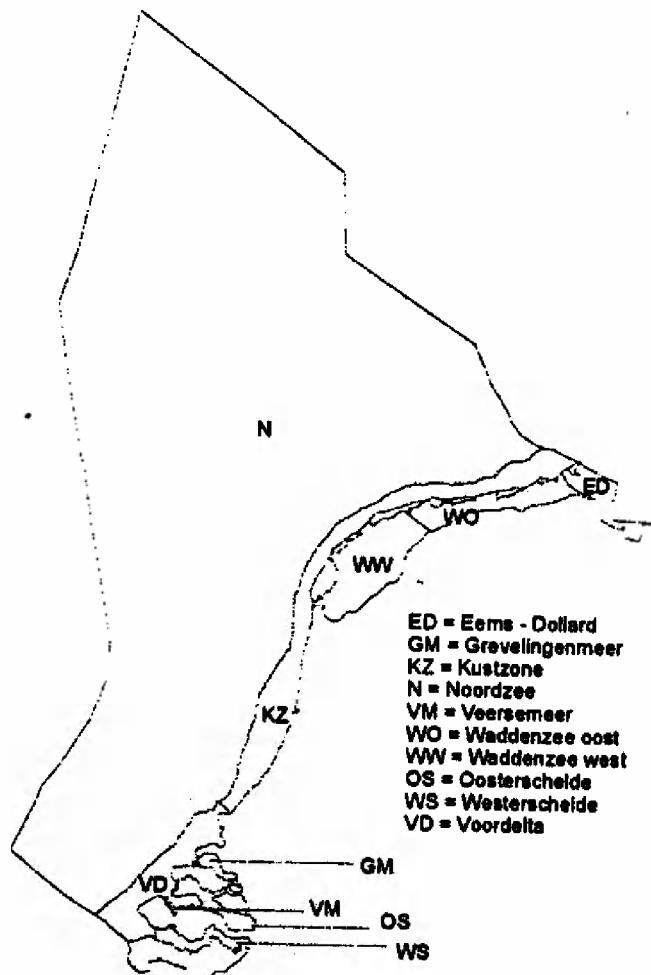 N
ED
WO
WW
ED = Eems - Dollard
GM = Grevelingenmeer
KZ = Kustzone
N = Noordzee
VM = Veersemeer
WO = Waddenzee oost
WW = Waddenzee west
OS = Oosterschelde
WS = Westerschelde
VD = Voordelta
KZ
GM
VD
VM
OS
WS